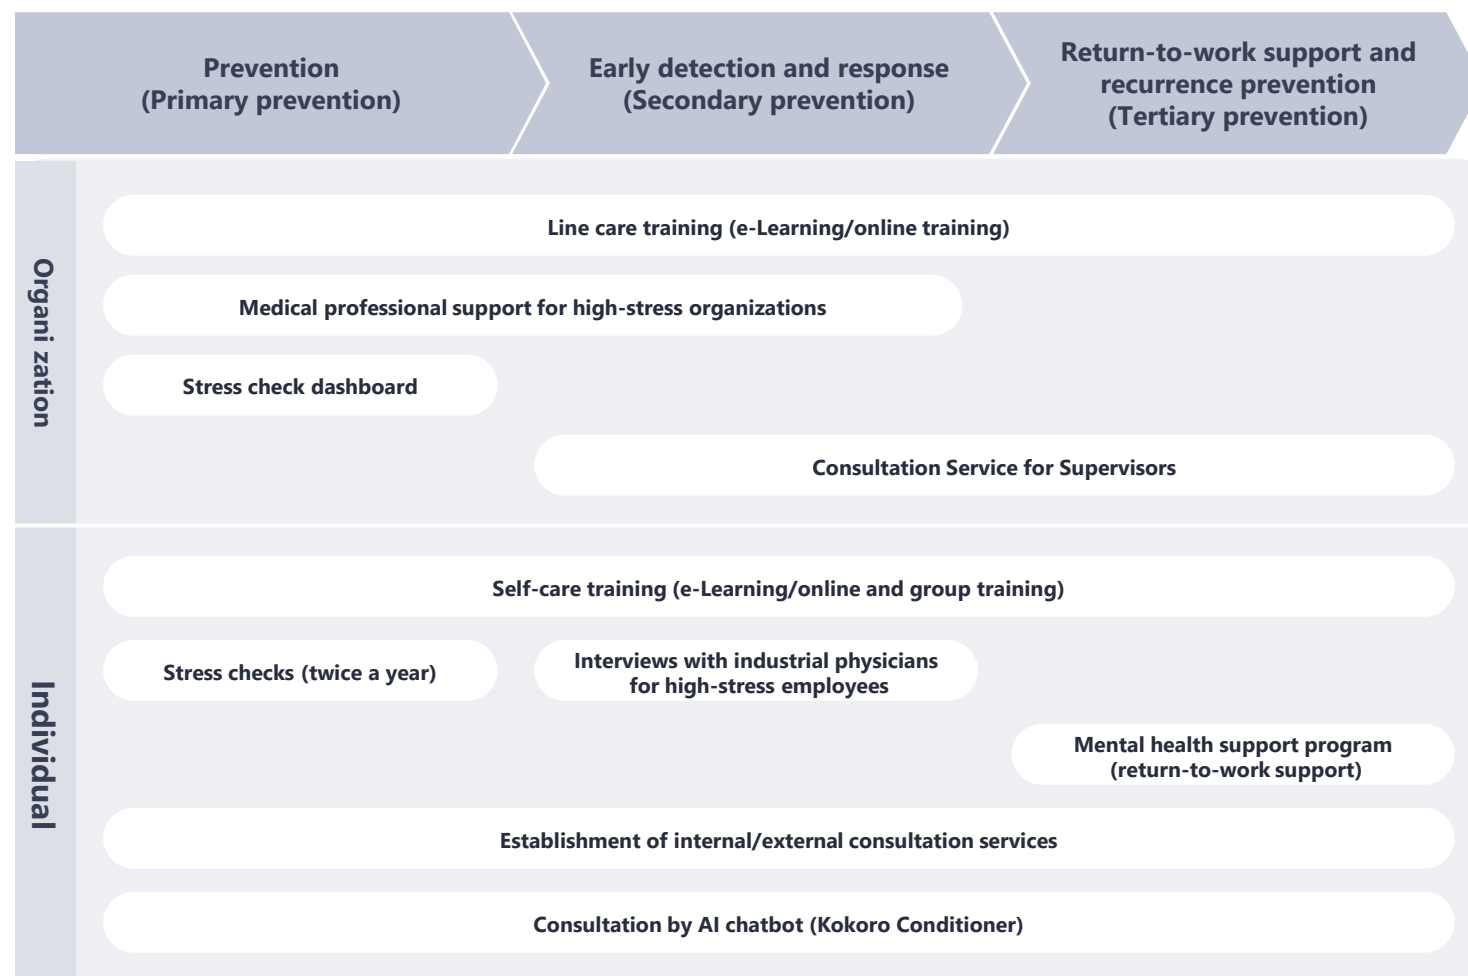 Prevention
(Primary prevention)
Early detection and response
(Secondary prevention)
Return-to-work support and
recurrence prevention
(Tertiary prevention)
Organi zation
Line care training (e-Learning/online training)
Medical professional support for high-stress organizations
Stress check dashboard
Consultation Service for Supervisors
Individual
Self-care training (e-Learning/online and group training)
Stress checks (twice a year)
Interviews with industrial physicians
for high-stress employees
Mental health support program
(return-to-work support)
Establishment of internal/external consultation services
Consultation by AI chatbot (Kokoro Conditioner)